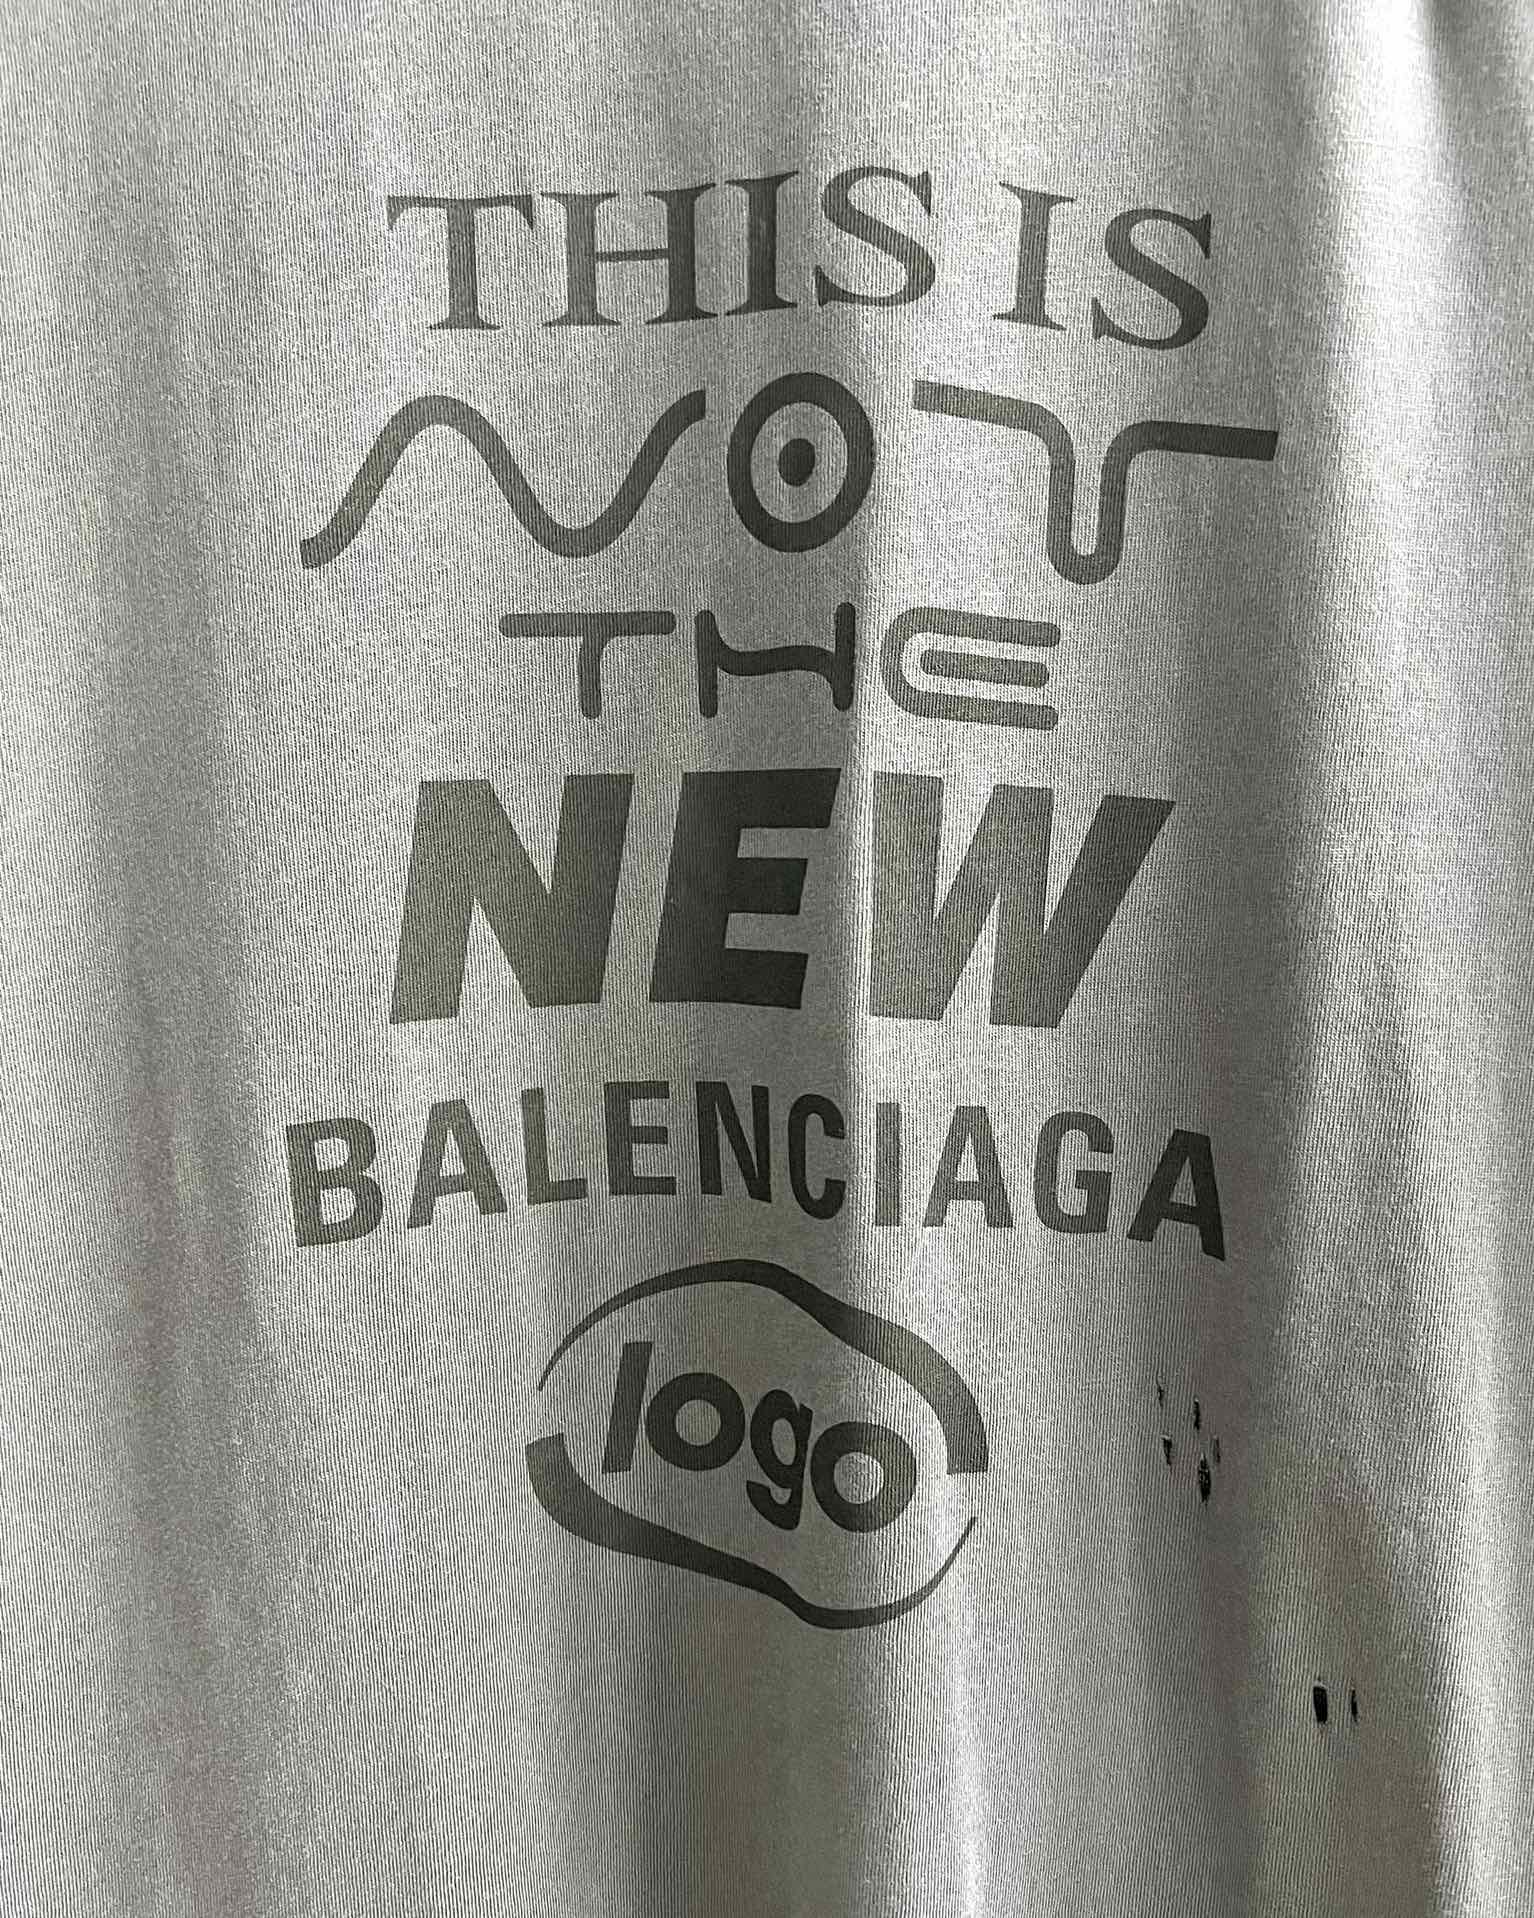 THIS IS
NOT
THE
NEW
BALENCIAGA
logo